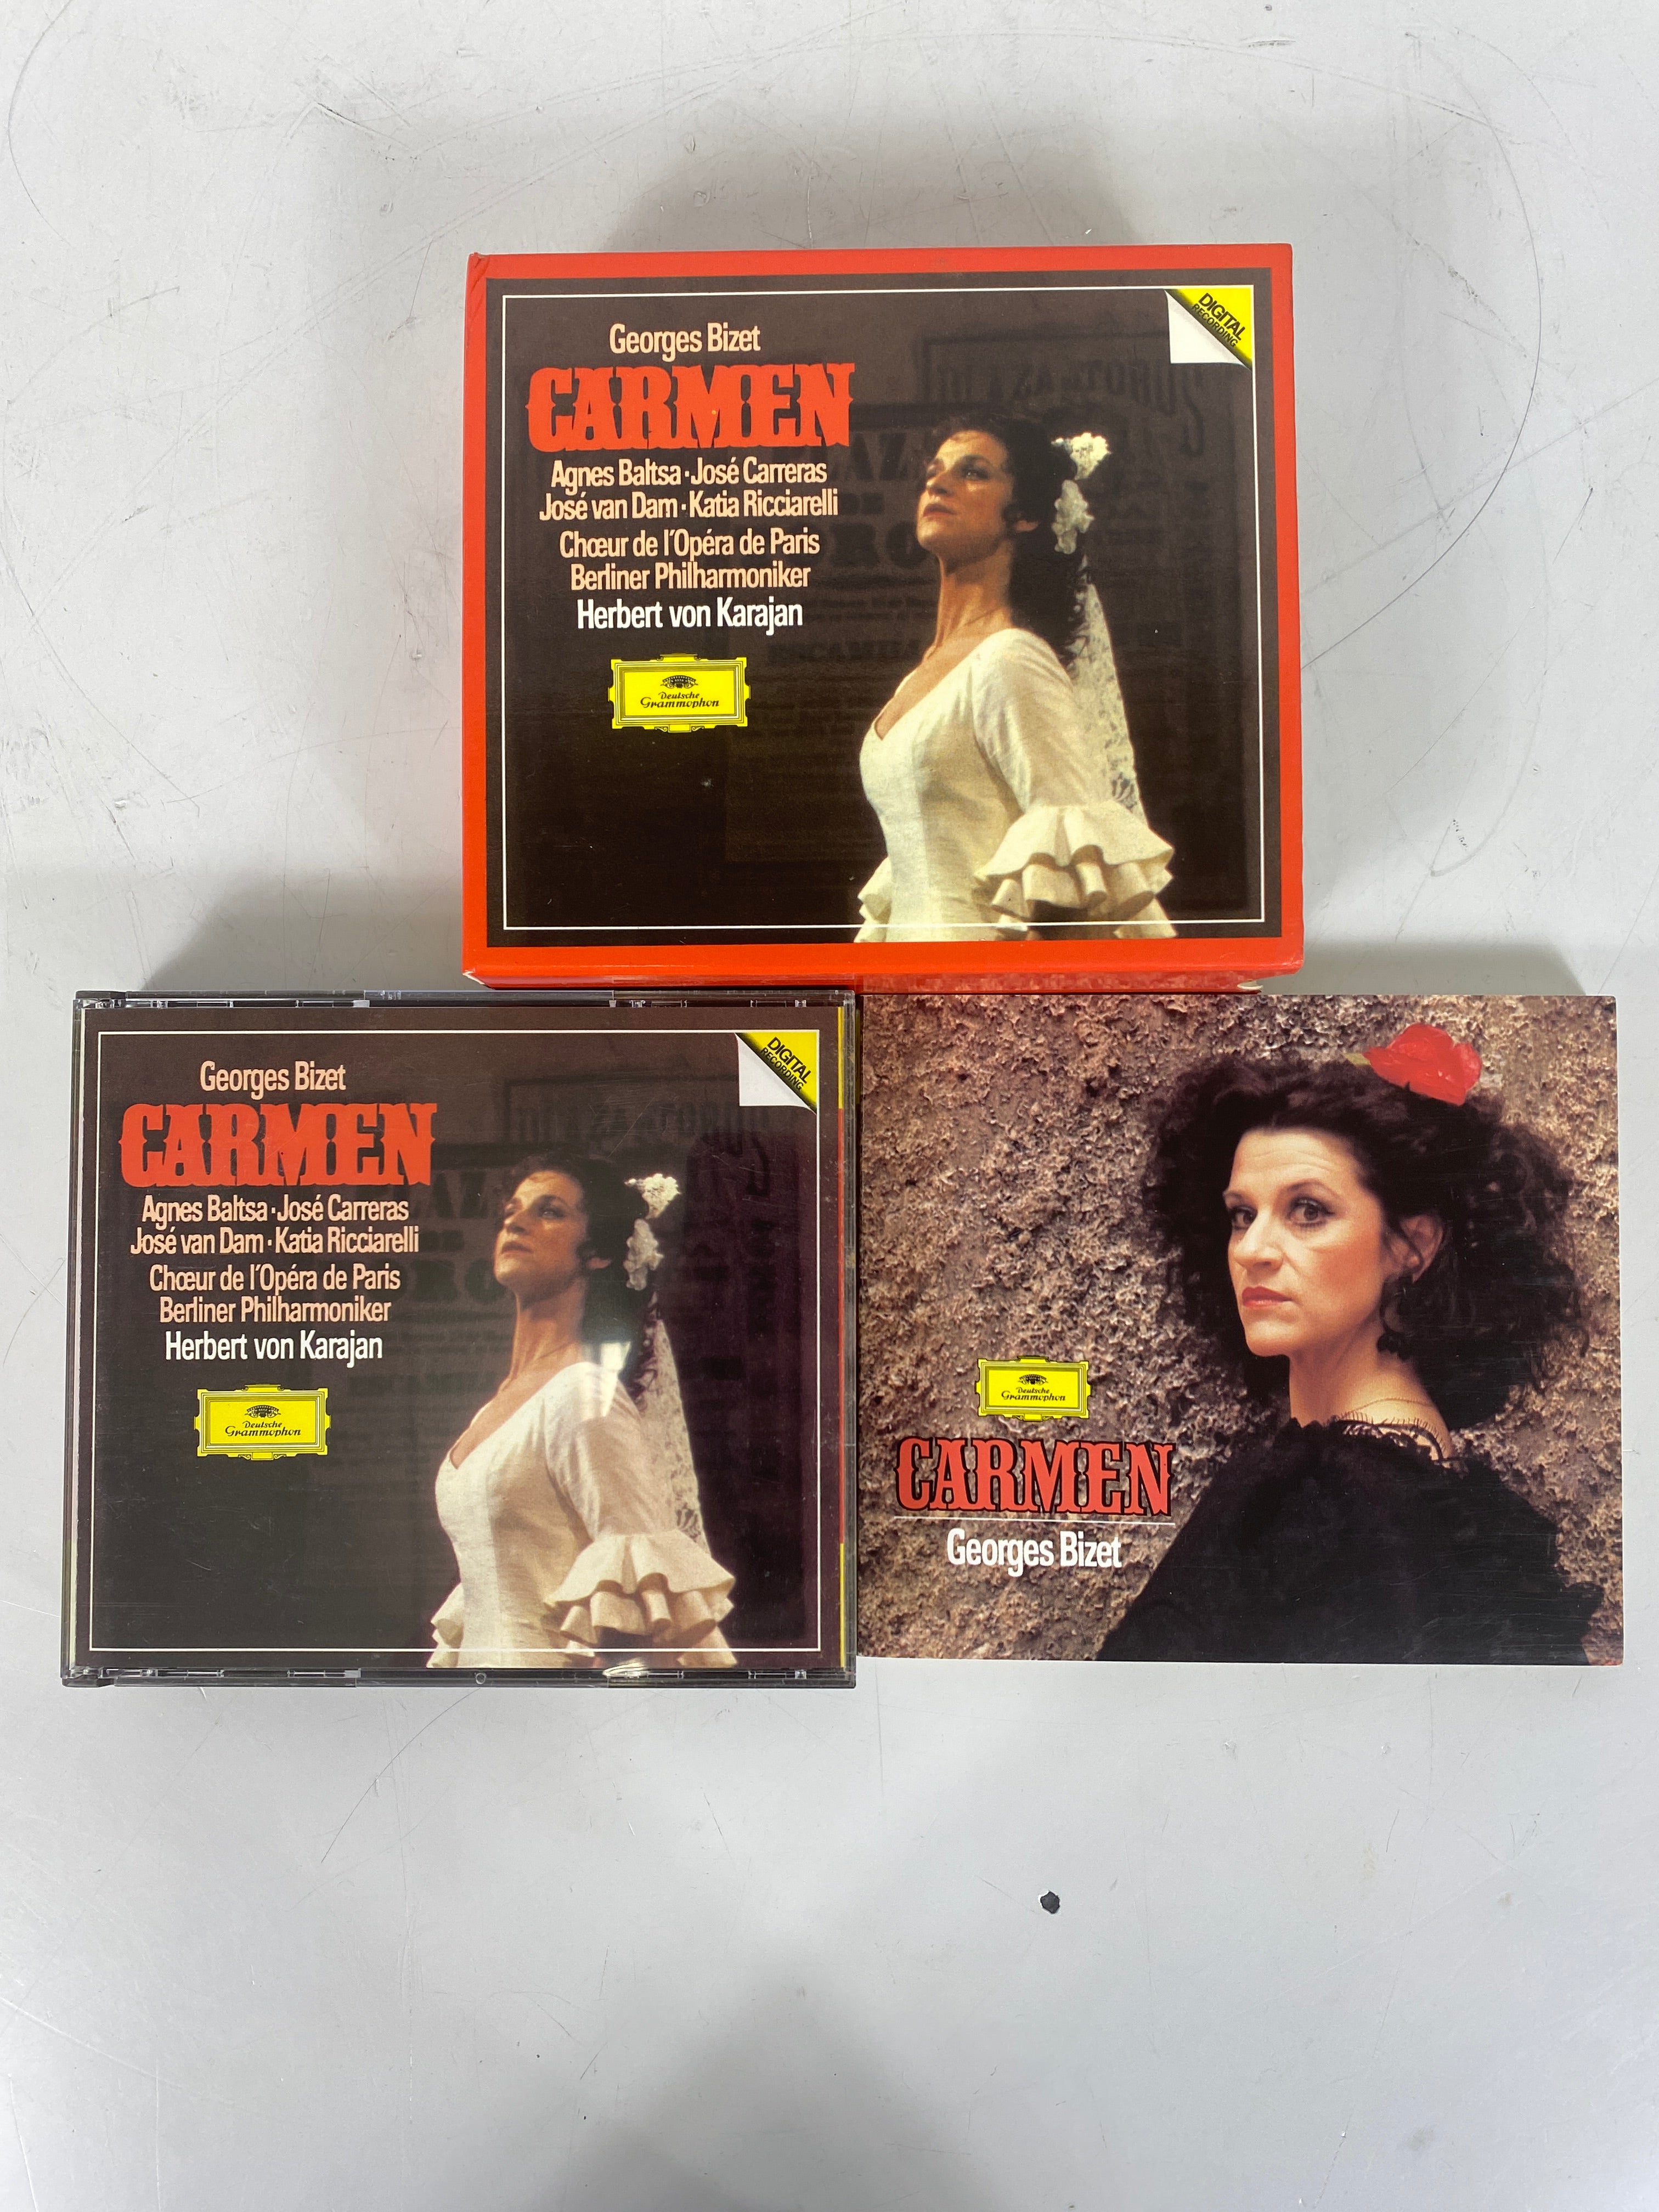 Georges Bizet
CARMEN
Agnes Baltsa · José Carreras
José van Dam · Katia Ricciarelli
Chœur de l'Opéra de Paris
Berliner Philharmoniker
Herbert von Karajan
Deutsche
Grammophon
DIGITAL
RECORDING
Georges Bizet
CARMEN
Agnes Baltsa · José Carreras
José van Dam · Katia Ricciarelli
Chœur de l'Opéra de Paris
Berliner Philharmoniker
Herbert von Karajan
Deutsche
Grammophon
DIGITAL
RECORDING
Deutsche
Grammophon
CARMEN
Georges Bizet